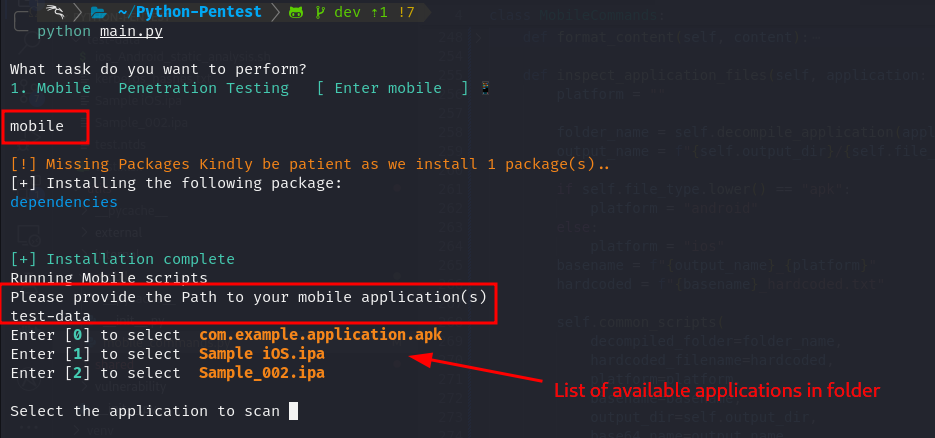 ~/Python-Pentest dev ↑1 !7
python main.py
What task do you want to perform?
1. Mobile Penetration Testing [ Enter mobile ]
mobile
[!] Missing Packages Kindly be patient as we install 1 package(s)..
[+] Installing the following package:
dependencies
[+] Installation complete
Running Mobile scripts
Please provide the Path to your mobile application(s)
test-data
Enter [0] to select com.example.application.apk
Enter [1] to select Sample iOS.ipa
Enter [2] to select Sample_002.ipa
List of available applications in folder
Select the application to scan